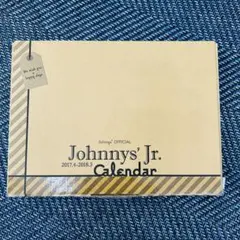 Johnnys' OFFICIAL
Johnnys' Jr.
2017.4-2018.3
Calendar